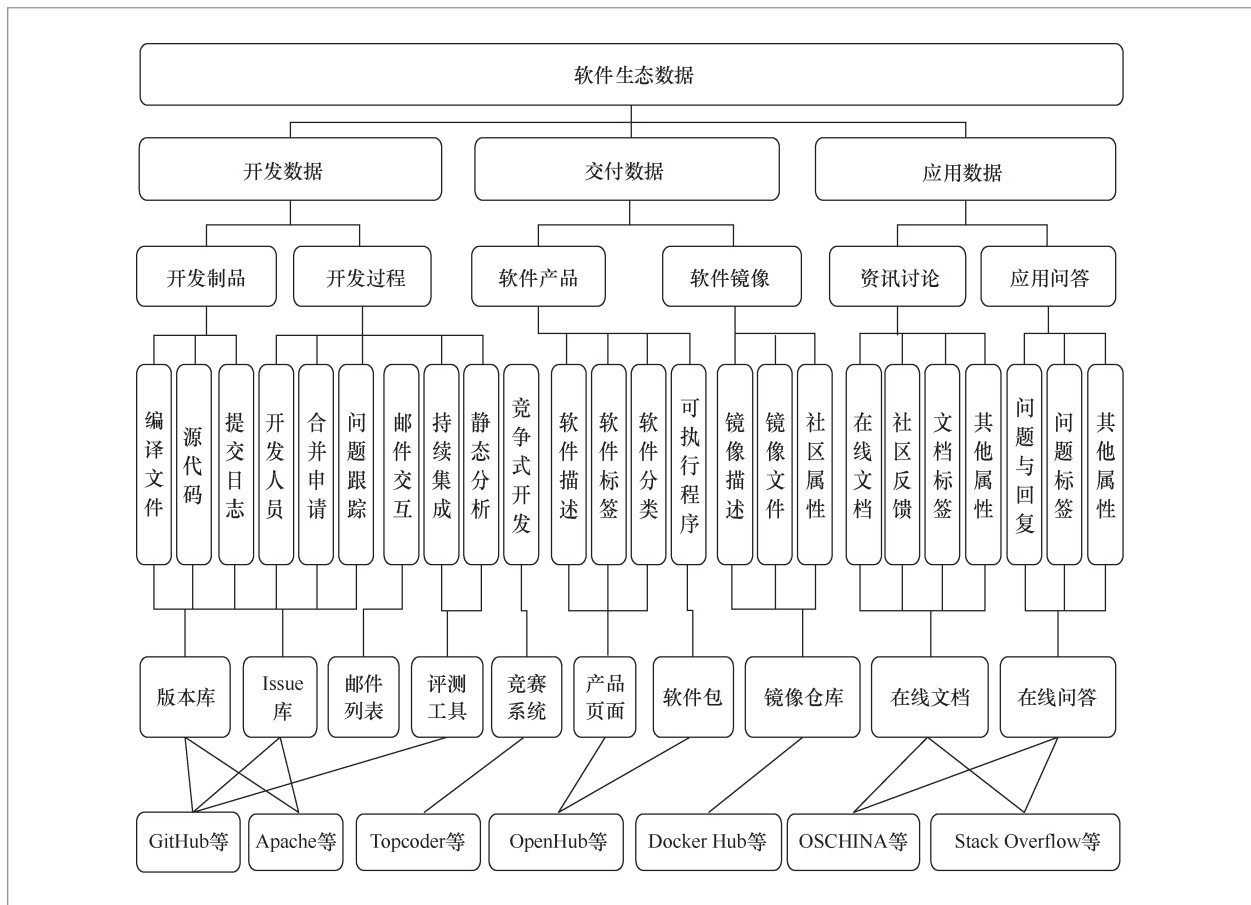 软件生态数据
开发数据
交付数据
应用数据
开发制品
开发过程
软件产品
软件镜像
资讯讨论
应用问答
编译文件
源代码
提交日志
开发人员
合并申请
问题跟踪
邮件交互
持续集成
静态分析
竞争式开发
软件描述
软件标签
软件分类
可执行程序
镜像描述
镜像文件
社区属性
在线文档
社区反馈
文档标签
其他属性
问题与回复
问题标签
其他属性
版本库
Issue
库
邮件
列表
评测
工具
竞赛
系统
产品
页面
软件包
镜像仓库
在线文档
在线问答
GitHub等
Apache等
Topcoder等
OpenHub等
Docker Hub等
OSCHINA等
Stack Overflow等